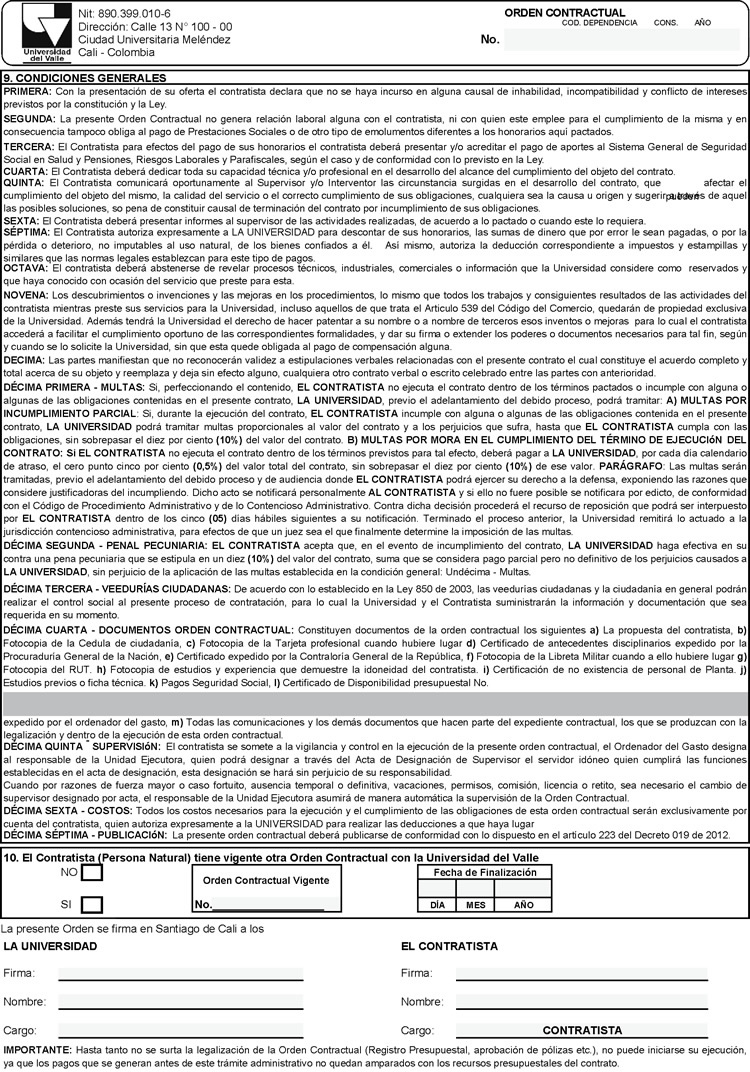 Universidad
del Valle
Nit: 890.399.010-6
Dirección: Calle 13 N° 100 - 00
Ciudad Universitaria Meléndez
Cali - Colombia
ORDEN CONTRACTUAL
COD. DEPENDENCIA CONS. AÑO
No.
9. CONDICIONES GENERALES
PRIMERA: Con la presentación de su oferta el contratista declara que no se haya incurso en alguna causal de inhabilidad, incompatibilidad y conflicto de intereses
previstos por la constitución y la Ley.
SEGUNDA: La presente Orden Contractual no genera relación laboral alguna con el contratista, ni con quien este emplee para el cumplimiento de la misma y en
consecuencia tampoco obliga al pago de Prestaciones Sociales o de otro tipo de emolumentos diferentes a los honorarios aquí pactados.
TERCERA: El Contratista para efectos del pago de sus honorarios el contratista deberá presentar y/o acreditar el pago de aportes al Sistema General de Seguridad
Social en Salud y Pensiones, Riesgos Laborales y Parafiscales, según el caso y de conformidad con lo previsto en la Ley.
CUARTA: El Contratista deberá dedicar toda su capacidad técnica y/o profesional en el desarrollo del alcance del cumplimiento del objeto del contrato.
QUINTA: El Contratista comunicará oportunamente al Supervisor y/o Interventor las circunstancia surgidas en el desarrollo del contrato, que pueden afectar el
cumplimiento del objeto del mismo, la calidad del servicio o el correcto cumplimiento de sus obligaciones, cualquiera sea la causa u origen y sugerir a través de aquel
las posibles soluciones, so pena de constituir causal de terminación del contrato por incumplimiento de sus obligaciones.
SEXTA: El Contratista deberá presentar informes al supervisor de las actividades realizadas, de acuerdo a lo pactado o cuando este lo requiera.
SÉPTIMA: El Contratista autoriza expresamente a LA UNIVERSIDAD para descontar de sus honorarios, las sumas de dinero que por error le sean pagadas, o por la
pérdida o deterioro, no imputables al uso natural, de los bienes confiados a él. Así mismo, autoriza la deducción correspondiente a impuestos y estampillas y
similares que las normas legales establezcan para este tipo de pagos.
OCTAVA: El contratista deberá abstenerse de revelar procesos técnicos, industriales, comerciales o información que la Universidad considere como reservados y
que haya conocido con ocasión del servicio que preste para esta.
NOVENA: Los descubrimientos o invenciones y las mejoras en los procedimientos, lo mismo que todos los trabajos y consiguientes resultados de las actividades del
contratista mientras preste sus servicios para la Universidad, incluso aquellos de que trata el Articulo 539 del Código del Comercio, quedarán de propiedad exclusiva
de la Universidad. Además tendrá la Universidad el derecho de hacer patentar a su nombre o a nombre de terceros esos inventos o mejoras para lo cual el contratista
accederá a facilitar el cumplimiento oportuno de las correspondientes formalidades, y dar su firma o extender los poderes o documentos necesarios para tal fin, según
y cuando se lo solicite la Universidad, sin que esta quede obligada al pago de compensación alguna.
DECIMA: Las partes manifiestan que no reconocerán validez a estipulaciones verbales relacionadas con el presente contrato el cual constituye el acuerdo completo y
total acerca de su objeto y reemplaza y deja sin efecto alguno, cualquiera otro contrato verbal o escrito celebrado entre las partes con anterioridad.
DÉCIMA PRIMERA - MULTAS: Si, perfeccionando el contenido, EL CONTRATISTA no ejecuta el contrato dentro de los términos pactados o incumple con alguna o
algunas de las obligaciones contenidas en el presente contrato, LA UNIVERSIDAD, previo el adelantamiento del debido proceso, podrá tramitar: A) MULTAS POR
INCUMPLIMIENTO PARCIAL: Si, durante la ejecución del contrato, EL CONTRATISTA incumple con alguna o algunas de las obligaciones contenida en el presente
contrato, LA UNIVERSIDAD podrá tramitar multas proporcionales al valor del contrato y a los perjuicios que sufra, hasta que EL CONTRATISTA cumpla con las
obligaciones, sin sobrepasar el diez por ciento (10%) del valor del contrato. B) MULTAS POR MORA EN EL CUMPLIMIENTO DEL TÉRMINO DE EJECUCIóN DEL
CONTRATO: Si EL CONTRATISTA no ejecuta el contrato dentro de los términos previstos para tal efecto, deberá pagar a LA UNIVERSIDAD, por cada día calendario
de atraso, el cero punto cinco por ciento (0,5%) del valor total del contrato, sin sobrepasar el diez por ciento (10%) de ese valor. PARÁGRAFO: Las multas serán
tramitadas, previo el adelantamiento del debido proceso y de audiencia donde EL CONTRATISTA podrá ejercer su derecho a la defensa, exponiendo las razones que
considere justificadoras del incumpliendo. Dicho acto se notificará personalmente AL CONTRATISTA y si ello no fuere posible se notificara por edicto, de conformidad
con el Código de Procedimiento Administrativo y de lo Contencioso Administrativo. Contra dicha decisión procederá el recurso de reposición que podrá ser interpuesto
por EL CONTRATISTA dentro de los cinco (05) días hábiles siguientes a su notificación. Terminado el proceso anterior, la Universidad remitirá lo actuado a la
jurisdicción contencioso administrativa, para efectos de que un juez sea el que finalmente determine la imposición de las multas.
DÉCIMA SEGUNDA - PENAL PECUNIARIA: EL CONTRATISTA acepta que, en el evento de incumplimiento del contrato, LA UNIVERSIDAD haga efectiva en su
contra una pena pecuniaria que se estipula en un diez (10%) del valor del contrato, suma que se considera pago parcial pero no definitivo de los perjuicios causados a
LA UNIVERSIDAD, sin perjuicio de la aplicación de las multas establecida en la condición general: Undécima - Multas.
DÉCIMA TERCERA - VEEDURÍAS CIUDADANAS: De acuerdo con lo establecido en la Ley 850 de 2003, las veedurías ciudadanas y la ciudadanía en general podrán
realizar el control social al presente proceso de contratación, para lo cual la Universidad y el Contratista suministrarán la información y documentación que sea
requerida en su momento.
DÉCIMA CUARTA - DOCUMENTOS ORDEN CONTRACTUAL: Constituyen documentos de la orden contractual los siguientes a) La propuesta del contratista, b)
Fotocopia de la Cedula de ciudadanía, c) Fotocopia de la Tarjeta profesional cuando hubiere lugar d) Certificado de antecedentes disciplinarios expedido por la
Procuraduría General de la Nación, e) Certificado expedido por la Contraloría General de la República, f) Fotocopia de la Libreta Militar cuando a ello hubiere lugar g)
Fotocopia del RUT. h) Fotocopia de estudios y experiencia que demuestre la idoneidad del contratista. i) Certificación de no existencia de personal de Planta. j)
Estudios previos o ficha técnica. k) Pagos Seguridad Social, l) Certificado de Disponibilidad presupuestal No.
expedido por el ordenador del gasto, m) Todas las comunicaciones y los demás documentos que hacen parte del expediente contractual, los que se produzcan con la
legalización y dentro de la ejecución de esta orden contractual.
DÉCIMA QUINTA - SUPERVISIóN: El contratista se somete a la vigilancia y control en la ejecución de la presente orden contractual, el Ordenador del Gasto designa
al responsable de la Unidad Ejecutora, quien podrá designar a través del Acta de Designación de Supervisor el servidor idóneo quien cumplirá las funciones
establecidas en el acta de designación, esta designación se hará sin perjuicio de su responsabilidad.
Cuando por razones de fuerza mayor o caso fortuito, ausencia temporal o definitiva, vacaciones, permisos, comisión, licencia o retito, sea necesario el cambio de
supervisor designado por acta, el responsable de la Unidad Ejecutora asumirá de manera automática la supervisión de la Orden Contractual.
DÉCIMA SEXTA - COSTOS: Todos los costos necesarios para la ejecución y el cumplimiento de las obligaciones de esta orden contractual serán exclusivamente por
cuenta del contratista, quien autoriza expresamente a la UNIVERSIDAD para realizar las deducciones a que haya lugar
DÉCIMA SÉPTIMA - PUBLICACIÓN: La presente orden contractual deberá publicarse de conformidad con lo dispuesto en el artículo 223 del Decreto 019 de 2012.
10. El Contratista (Persona Natural) tiene vigente otra Orden Contractual con la Universidad del Valle
NO
SI
Orden Contractual Vigente
No.
Fecha de Finalización
DÍA MES AÑO
La presente Orden se firma en Santiago de Cali a los
LA UNIVERSIDAD EL CONTRATISTA
Firma: Firma:
Nombre: Nombre:
Cargo: Cargo: CONTRATISTA
IMPORTANTE: Hasta tanto no se surta la legalización de la Orden Contractual (Registro Presupuestal, aprobación de pólizas etc.), no puede iniciarse su ejecución,
ya que los pagos que se generan antes de este trámite administrativo no quedan amparados con los recursos presupuestales del contrato.